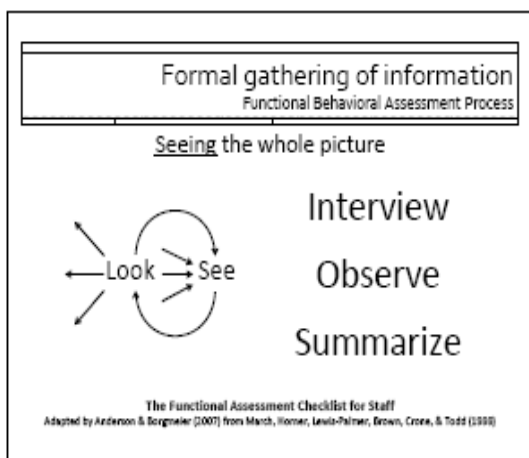 Formal gathering of information
Functional Behavioral Assessment Process
Seeing the whole picture
Interview
Look See
Observe
Summarize
The Functional Assessment Checklist for Staff
Adapted by Anderson & Borgmeier (2007) from March, Horner, Lewis-Palmer, Brown, Crone, & Todd (1999)